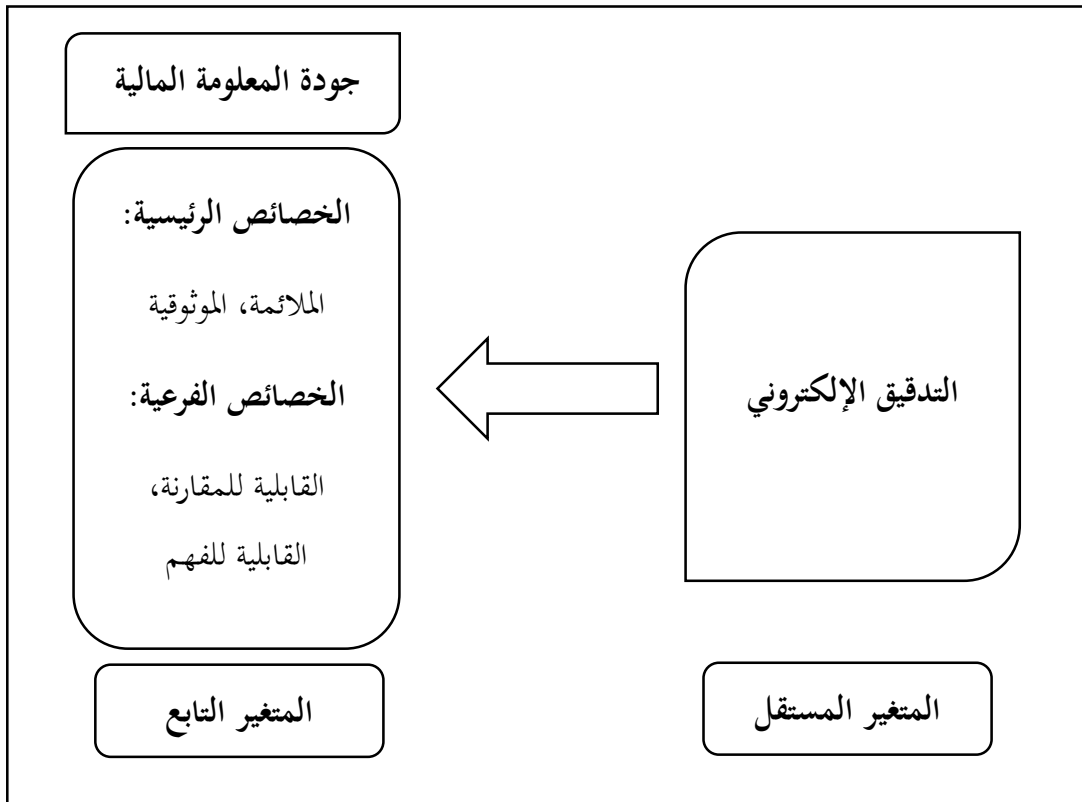 جودة المعلومة المالية
الخصائص الرئيسية:
الملائمة، الموثوقية
الخصائص الفرعية:
القابلية للمقارنة،
القابلية للفهم
المتغير التابع
التدقيق الإلكتروني
المتغير المستقل